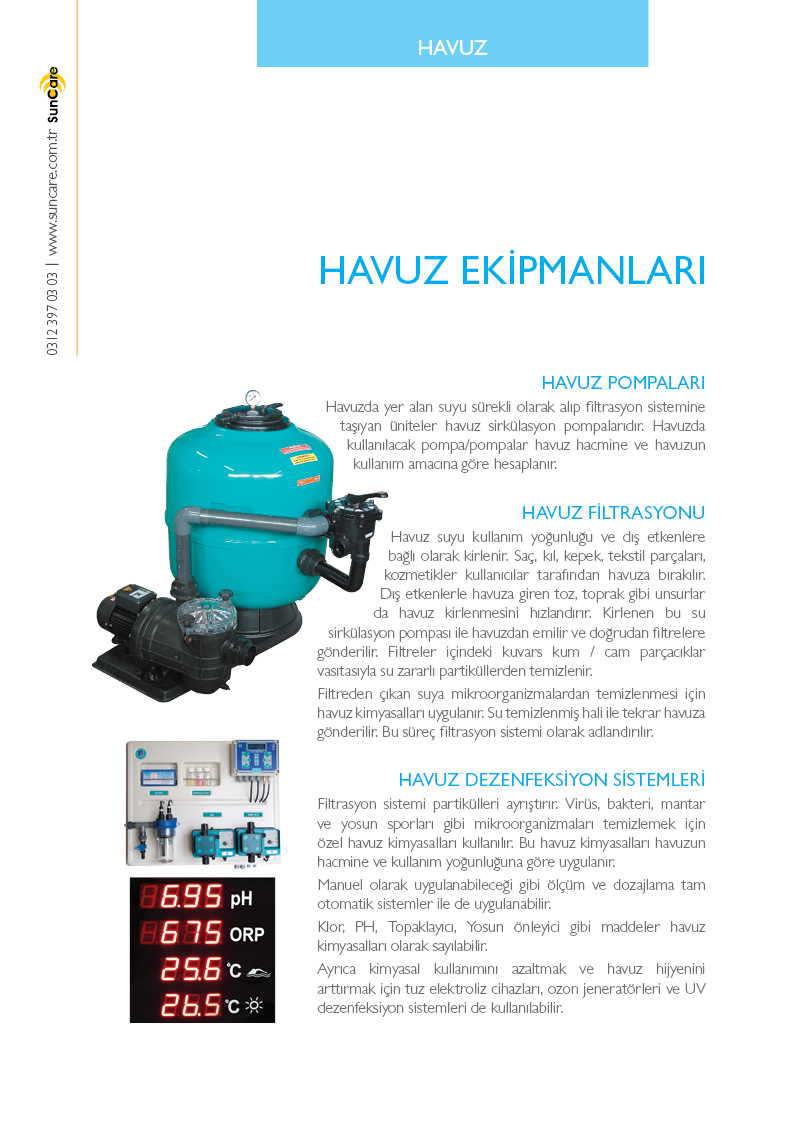 HAVUZ
0312 397 03 03 | www.suncare.com.tr SunCare
HAVUZ EKİPMANLARI
HAVUZ POMPALARI
Havuzda yer alan suyu sürekli olarak alıp filtrasyon sistemine
taşıyan üniteler havuz sirkülasyon pompalarıdır. Havuzda
kullanılacak pompa/pompalar havuz hacmine ve havuzun
kullanım amacına göre hesaplanır.
HAVUZ FİLTRASYONU
Havuz suyu kullanım yoğunluğu ve dış etkenlere
bağlı olarak kirlenir. Saç, kıl, kepek, tekstil parçaları,
kozmetikler kullanıcılar tarafından havuza bırakılır.
Dış etkenlerle havuza giren toz, toprak gibi unsurlar
da havuz kirlenmesini hızlandırır. Kirlenen bu su
sirkülasyon pompası ile havuzdan emilir ve doğrudan filtrelere
gönderilir. Filtreler içindeki kuvars kum / cam parçacıklar
vasıtasıyla su zararlı partiküllerden temizlenir.
Filtreden çıkan suya mikroorganizmalardan temizlenmesi için
havuz kimyasalları uygulanır. Su temizlenmiş hali ile tekrar havuza
gönderilir. Bu süreç filtrasyon sistemi olarak adlandırılır.
HAVUZ DEZENFEKSİYON SİSTEMLERİ
Filtrasyon sistemi partikülleri ayrıştırır. Virüs, bakteri, mantar
ve yosun sporları gibi mikroorganizmaları temizlemek için
özel havuz kimyasalları kullanılır. Bu havuz kimyasalları havuzun
hacmine ve kullanım yoğunluğuna göre uygulanır.
Manuel olarak uygulanabileceği gibi ölçüm ve dozajlama tam
otomatik sistemler ile de uygulanabilir.
Klor, PH, Topaklayıcı, Yosun önleyici gibi maddeler havuz
kimyasalları olarak sayılabilir.
Ayrıca kimyasal kullanımını azaltmak ve havuz hijyenini
arttırmak için tuz elektroliz cihazları, ozon jeneratörleri ve UV
dezenfeksiyon sistemleri de kullanılabilir.
6.95 pH
675 ORP
25.6 °C
26.5 °C